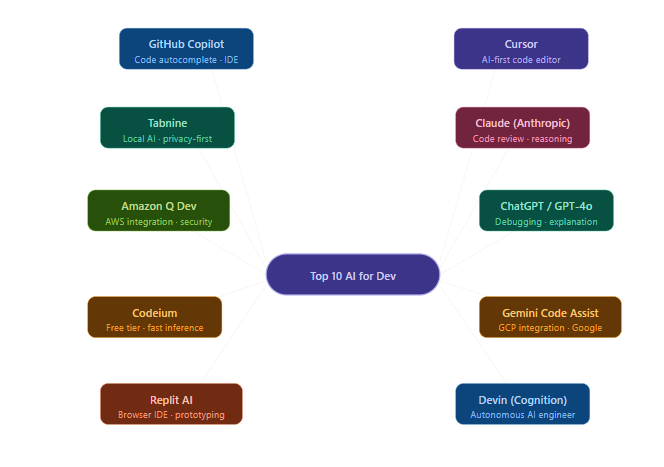 GitHub Copilot
Code autocomplete · IDE
Cursor
AI-first code editor
Tabnine
Local AI · privacy-first
Claude (Anthropic)
Code review · reasoning
Amazon Q Dev
AWS integration · security
ChatGPT / GPT-4o
Debugging · explanation
Top 10 AI for Dev
Codeium
Free tier · fast inference
Gemini Code Assist
GCP integration · Google
Replit AI
Browser IDE · prototyping
Devin (Cognition)
Autonomous AI engineer